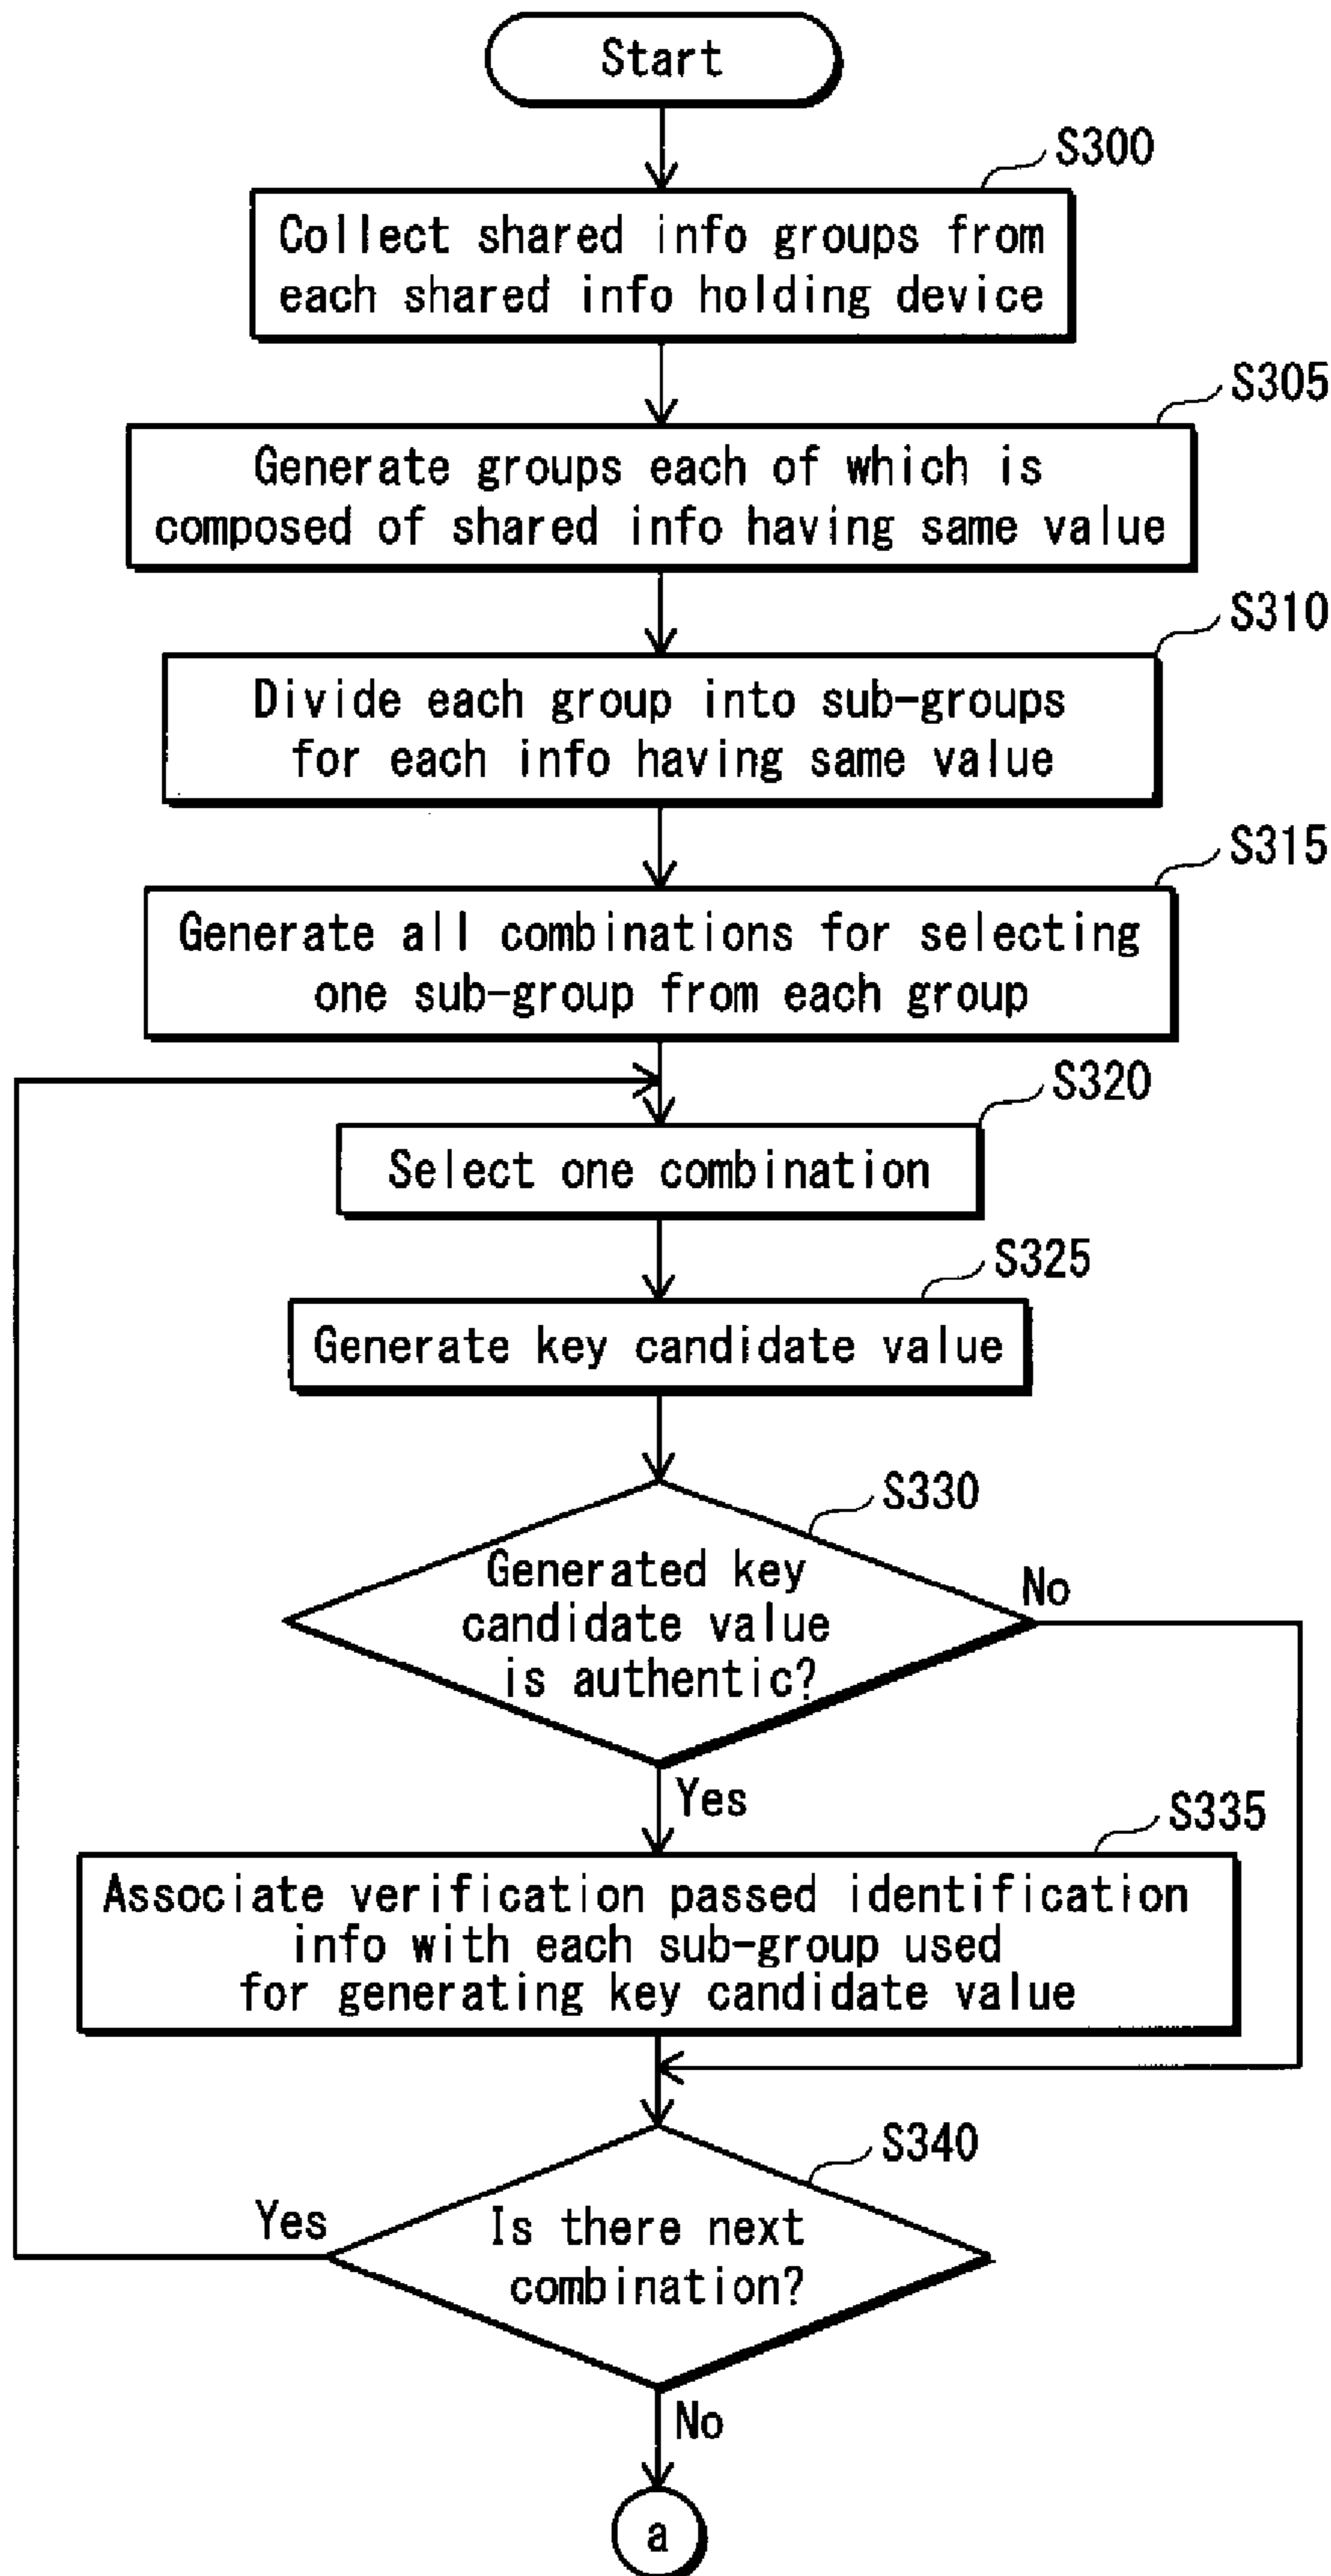 Start
S300
Collect shared info groups from
each shared info holding device
S305
Generate groups each of which is
composed of shared info having same value
S310
Divide each group into sub-groups
for each info having same value
S315
Generate all combinations for selecting
one sub-group from each group
S320
Select one combination
S325
Generate key candidate value
S330
Generated key
candidate value
is authentic?
No
Yes
S335
Associate verification passed identification
info with each sub-group used
for generating key candidate value
S340
Yes
Is there next
combination?
No
a